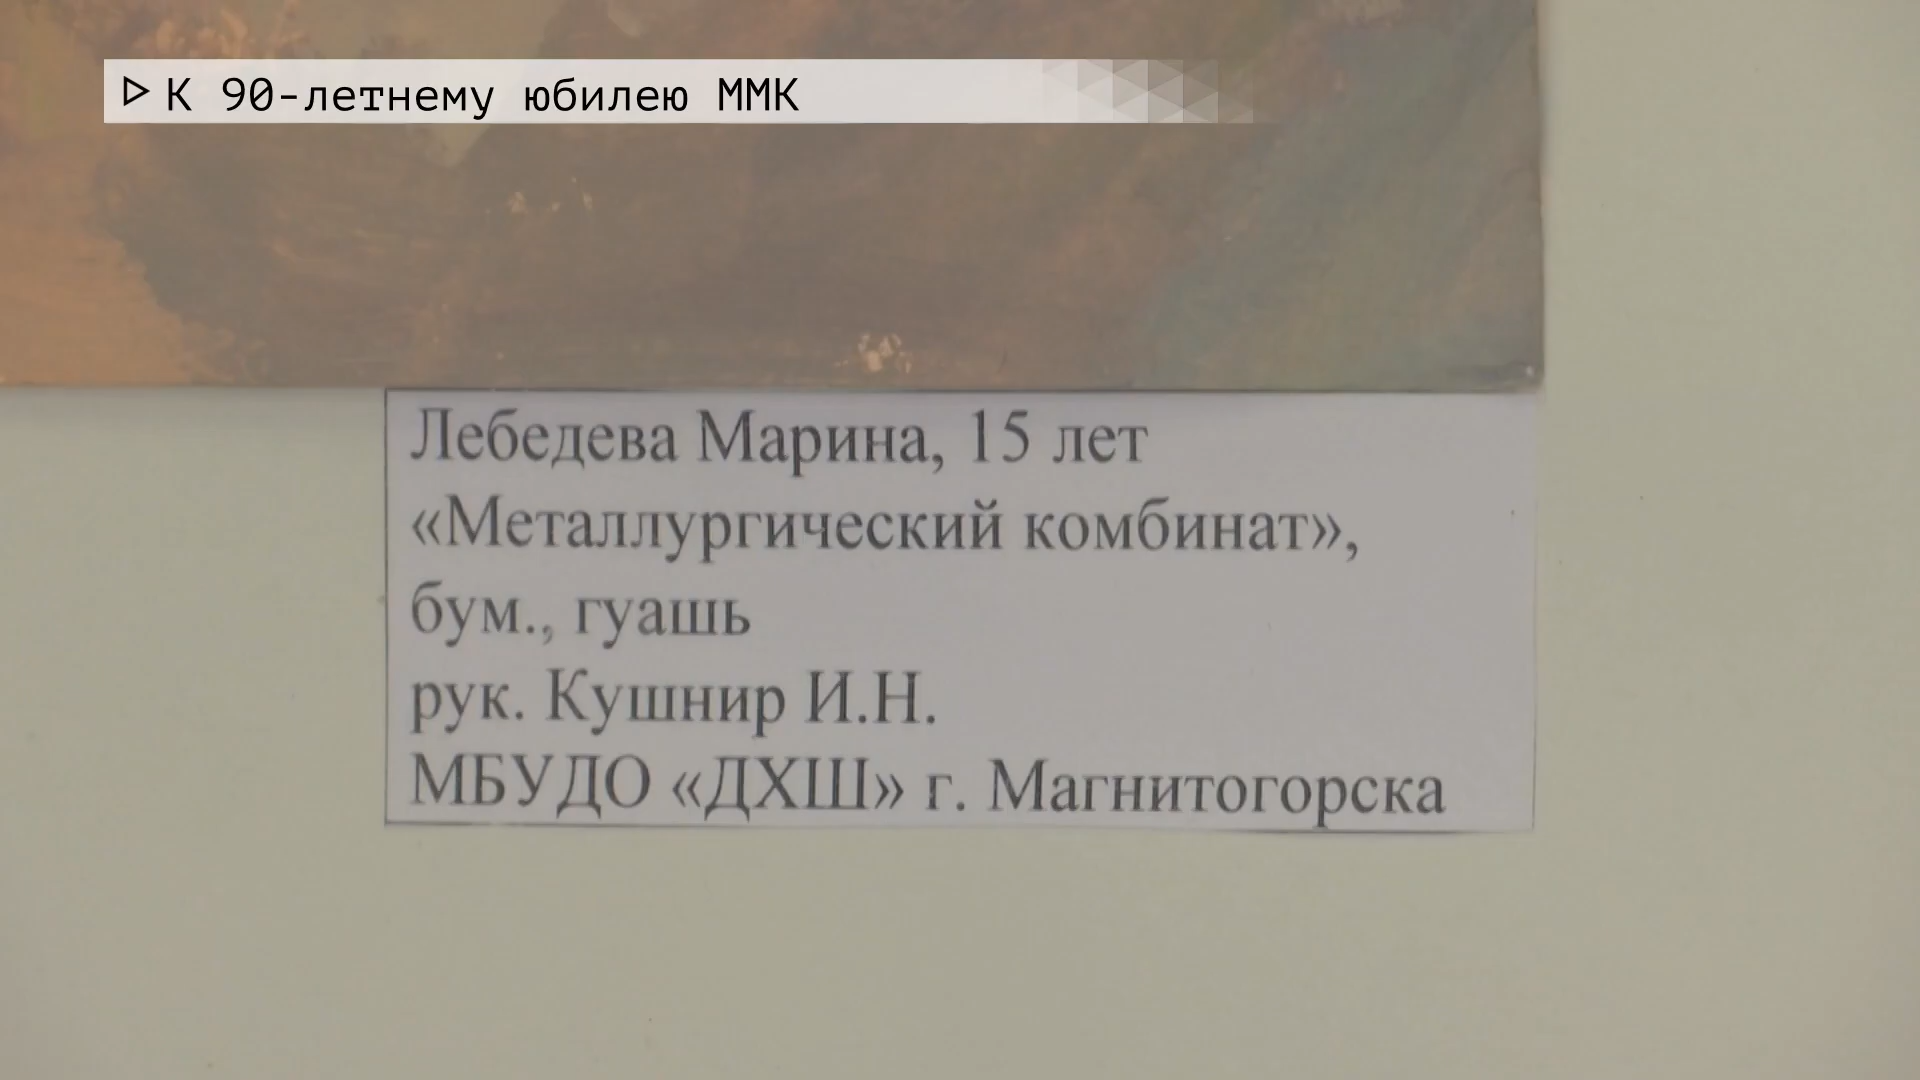 К 90-летнему юбилею ММК
Лебедева Марина, 15 лет
«Металлургический комбинат»,
бум., гуашь
рук. Кушнир И.Н.
МБУДО «ДХШ» г. Магнитогорска